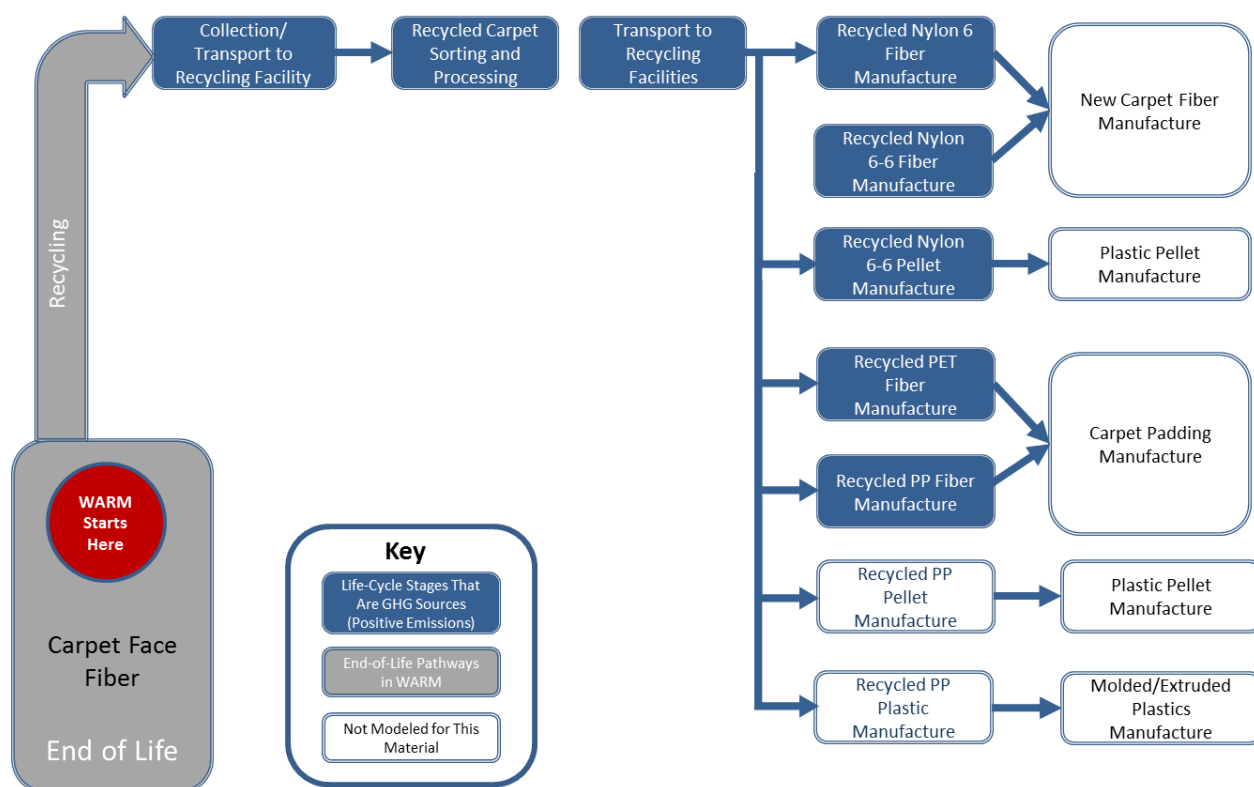 Collection/
Transport to
Recycling Facility
Recycled Carpet
Sorting and
Processing
Transport to
Recycling
Facilities
Recycled Nylon 6
Fiber
Manufacture
New Carpet Fiber
Manufacture
Recycled Nylon
6-6 Fiber
Manufacture
Recycling
Recycled Nylon
6-6 Pellet
Manufacture
Plastic Pellet
Manufacture
Recycled PET
Fiber
Manufacture
Carpet Padding
Manufacture
Recycled PP Fiber
Manufacture
WARM
Starts
Here
Carpet Face
Fiber
End of Life
Key
Life-Cycle Stages That
Are GHG Sources
(Positive Emissions)
End-of-Life Pathways
in WARM
Not Modeled for This
Material
Recycled PP
Pellet
Manufacture
Plastic Pellet
Manufacture
Recycled PP
Plastic
Manufacture
Molded/Extruded
Plastics
Manufacture